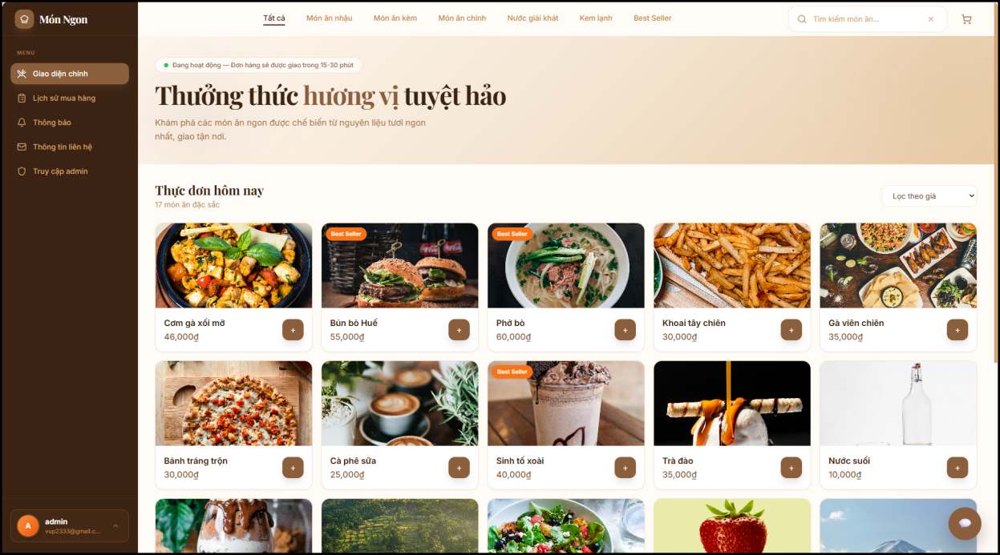 Món Ngon
MENU
Giao diện chính
Lịch sử mua hàng
Thông báo
Thông tin liên hệ
Truy cập admin
A
admin
vup2333@gmail.c...
Tất cả
Món ăn nhậu
Món ăn kèm
Món ăn chính
Nước giải khát
Kem lạnh
Best Seller
Tìm kiếm món ăn...
Đang hoạt động — Đơn hàng sẽ được giao trong 15-30 phút
Thưởng thức hương vị tuyệt hảo
Khám phá các món ăn ngon được chế biến từ nguyên liệu tươi ngon
nhất, giao tận nơi.
Thực đơn hôm nay
17 món ăn đặc sắc
Lọc theo giá
Cơm gà xối mỡ
46,000₫
+
Best Seller
Coca-Cola
Bún bò Huế
55,000₫
+
Best Seller
Phở bò
60,000₫
+
Khoai tây chiên
30,000₫
+
Gà viên chiên
35,000₫
+
Bánh tráng trộn
30,000₫
+
Cà phê sữa
25,000₫
+
Best Seller
Sinh tố xoài
40,000₫
+
Trà đào
35,000₫
+
Nước suối
10,000₫
+